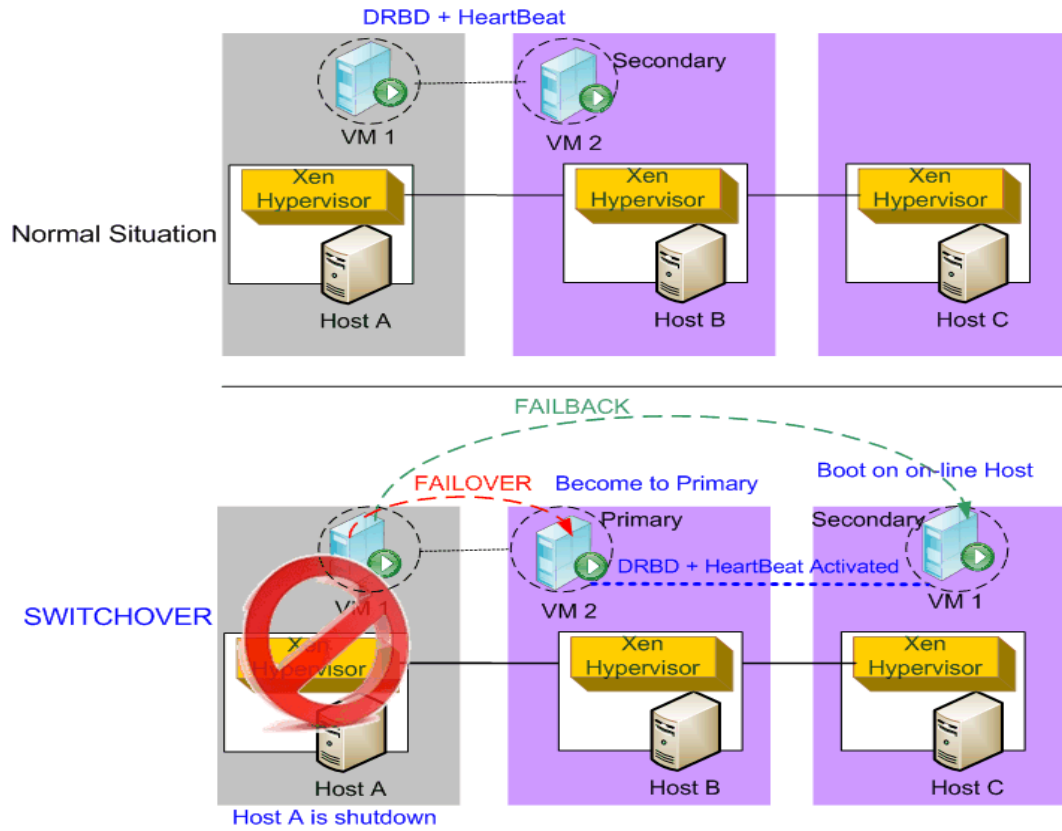 DRBD + HeartBeat
Secondary
VM 1
VM 2
Xen
Hypervisor
Xen
Hypervisor
Xen
Hypervisor
Normal Situation
Host A
Host B
Host C
FAILBACK
Boot on on-line Host
FAILOVER
Become to Primary
Primary
Secondary
DRBD + HeartBeat Activated
VM 1
VM 2
VM 1
SWITCHOVER
Xen
Hypervisor
Xen
Hypervisor
Xen
Hypervisor
Host A
Host B
Host C
Host A is shutdown